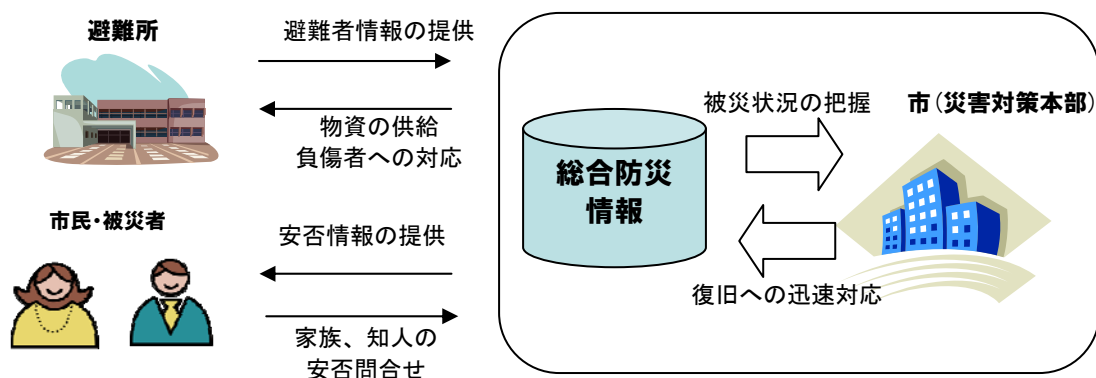 避難所
避難者情報の提供
物資の供給
負傷者への対応
市民・被災者
安否情報の提供
家族、知人の
安否問合せ
総合防災
情報
被災状況の把握
市(災害対策本部)
復旧への迅速対応